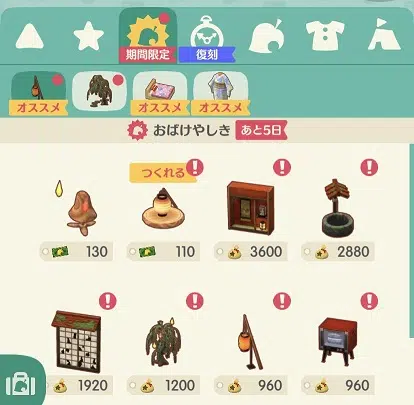 期間限定
復刻
オススメ
オススメ
オススメ
おばけやしき あと5日
つくれる
130
110
3600
2880
1920
1200
960
960